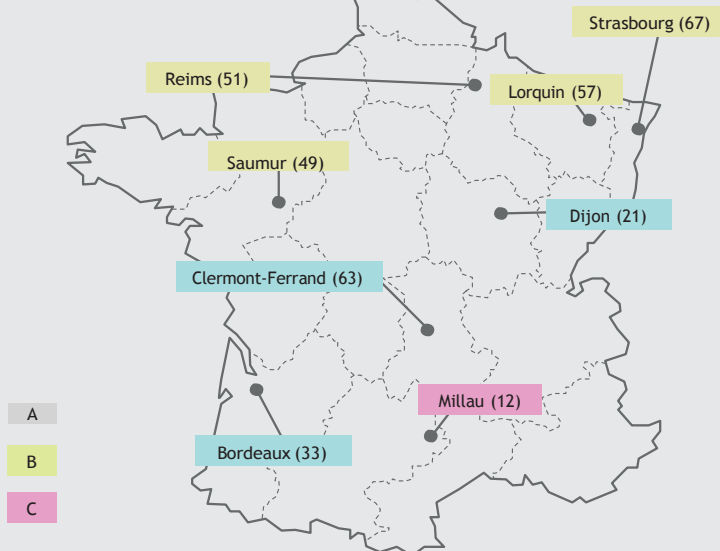 Strasbourg (67)
Reims (51)
Lorquin (57)
Saumur (49)
Dijon (21)
Clermont-Ferrand (63)
Millau (12)
A
Bordeaux (33)
B
C